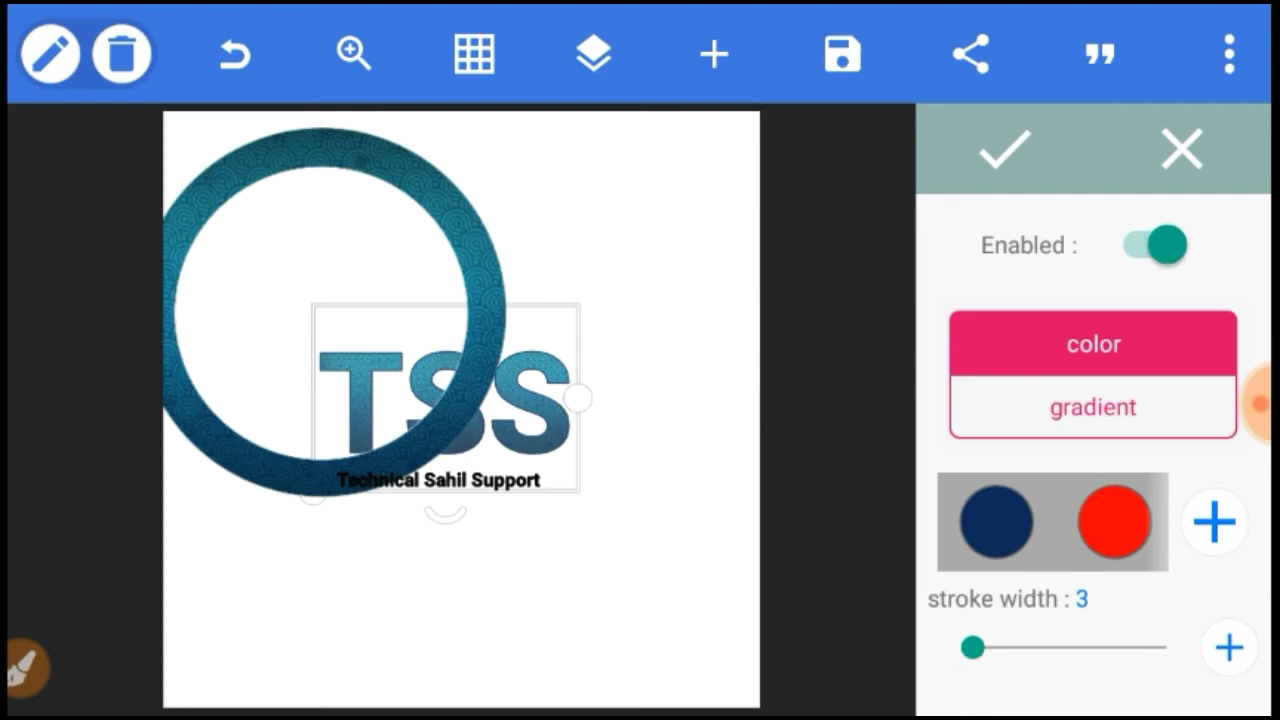 Enabled :
color
gradient
TSS
Technical Sahil Support
stroke width : 3